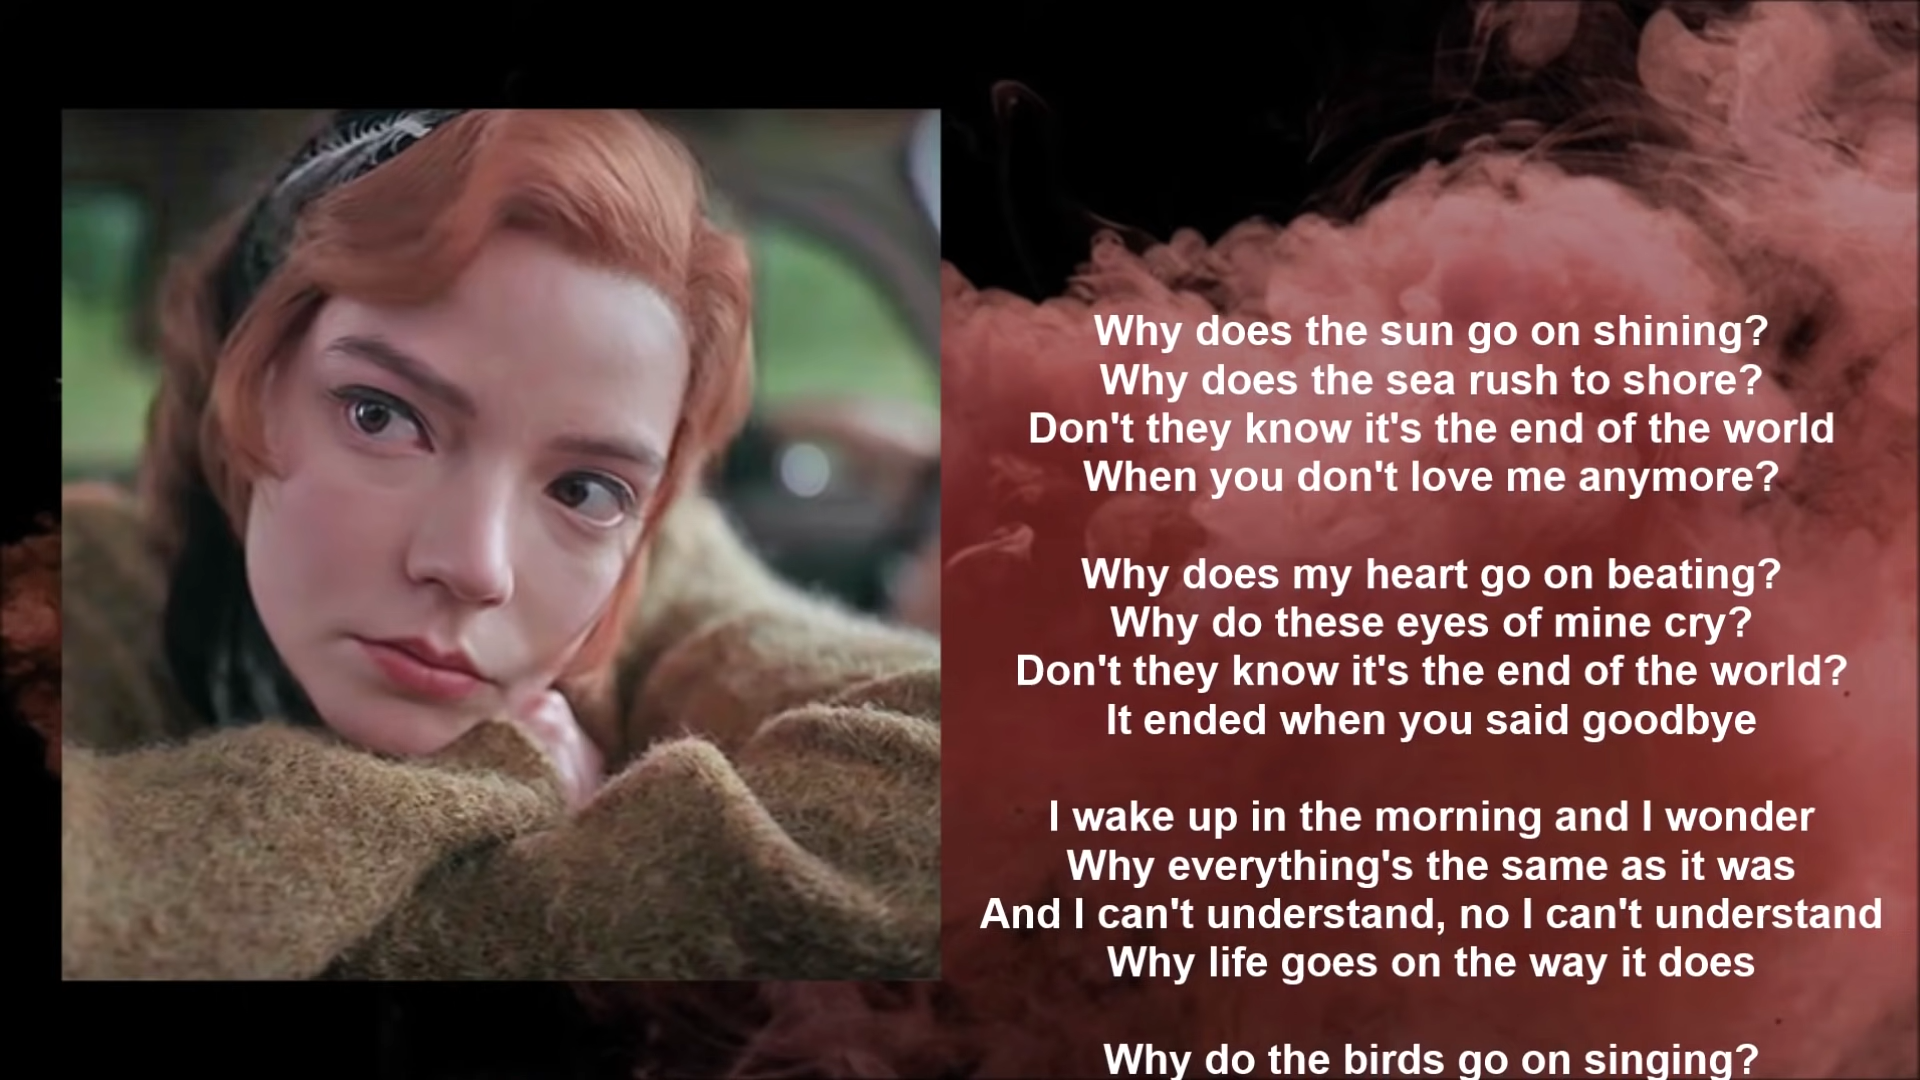 Why does the sun go on shining?
Why does the sea rush to shore?
Don't they know it's the end of the world
When you don't love me anymore?
Why does my heart go on beating?
Why do these eyes of mine cry?
Don't they know it's the end of the world?
It ended when you said goodbye
I wake up in the morning and I wonder
Why everything's the same as it was
And I can't understand, no I can't understand
Why life goes on the way it does
Why do the birds go on singing?